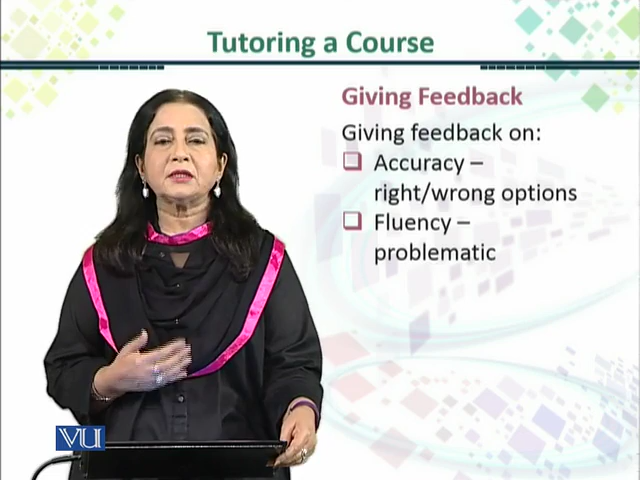 Tutoring a Course
Giving Feedback
Giving feedback on:
Accuracy –
right/wrong options
Fluency –
problematic
VU